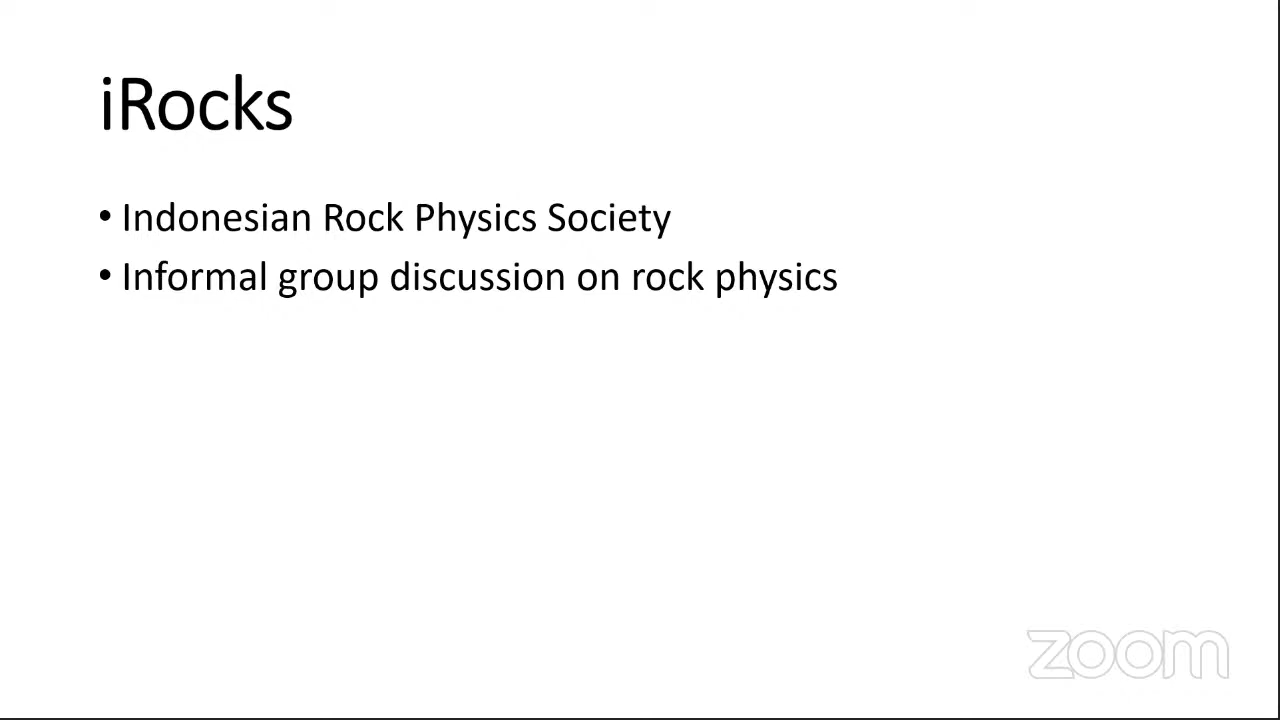 iRocks
• Indonesian Rock Physics Society
• Informal group discussion on rock physics
zoom